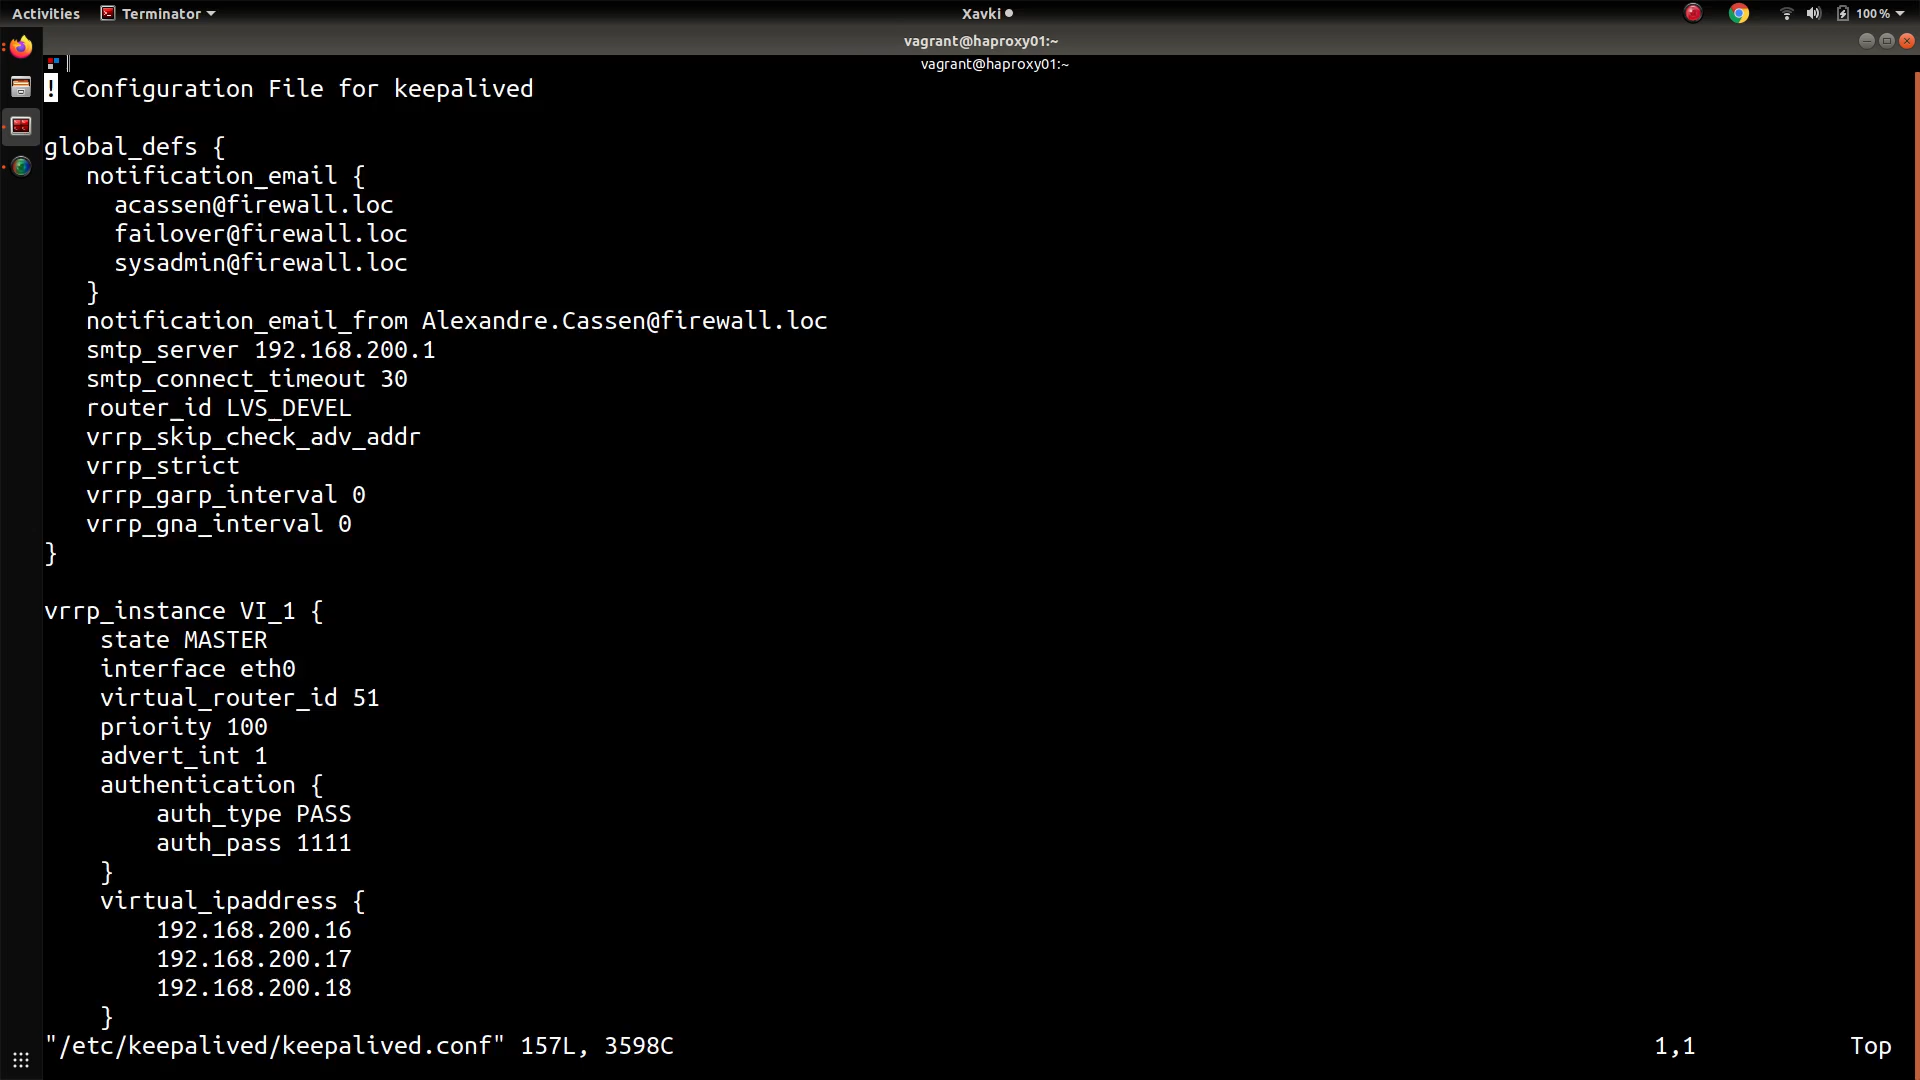 Activities Terminator Xavki 100 %
vagrant@haproxy01:~
vagrant@haproxy01:~
! Configuration File for keepalived
global_defs {
   notification_email {
     acassen@firewall.loc
     failover@firewall.loc
     sysadmin@firewall.loc
   }
   notification_email_from Alexandre.Cassen@firewall.loc
   smtp_server 192.168.200.1
   smtp_connect_timeout 30
   router_id LVS_DEVEL
   vrrp_skip_check_adv_addr
   vrrp_strict
   vrrp_garp_interval 0
   vrrp_gna_interval 0
}
vrrp_instance VI_1 {
    state MASTER
    interface eth0
    virtual_router_id 51
    priority 100
    advert_int 1
    authentication {
        auth_type PASS
        auth_pass 1111
    }
    virtual_ipaddress {
        192.168.200.16
        192.168.200.17
        192.168.200.18
    }
"/etc/keepalived/keepalived.conf" 157L, 3598C 1,1 Top